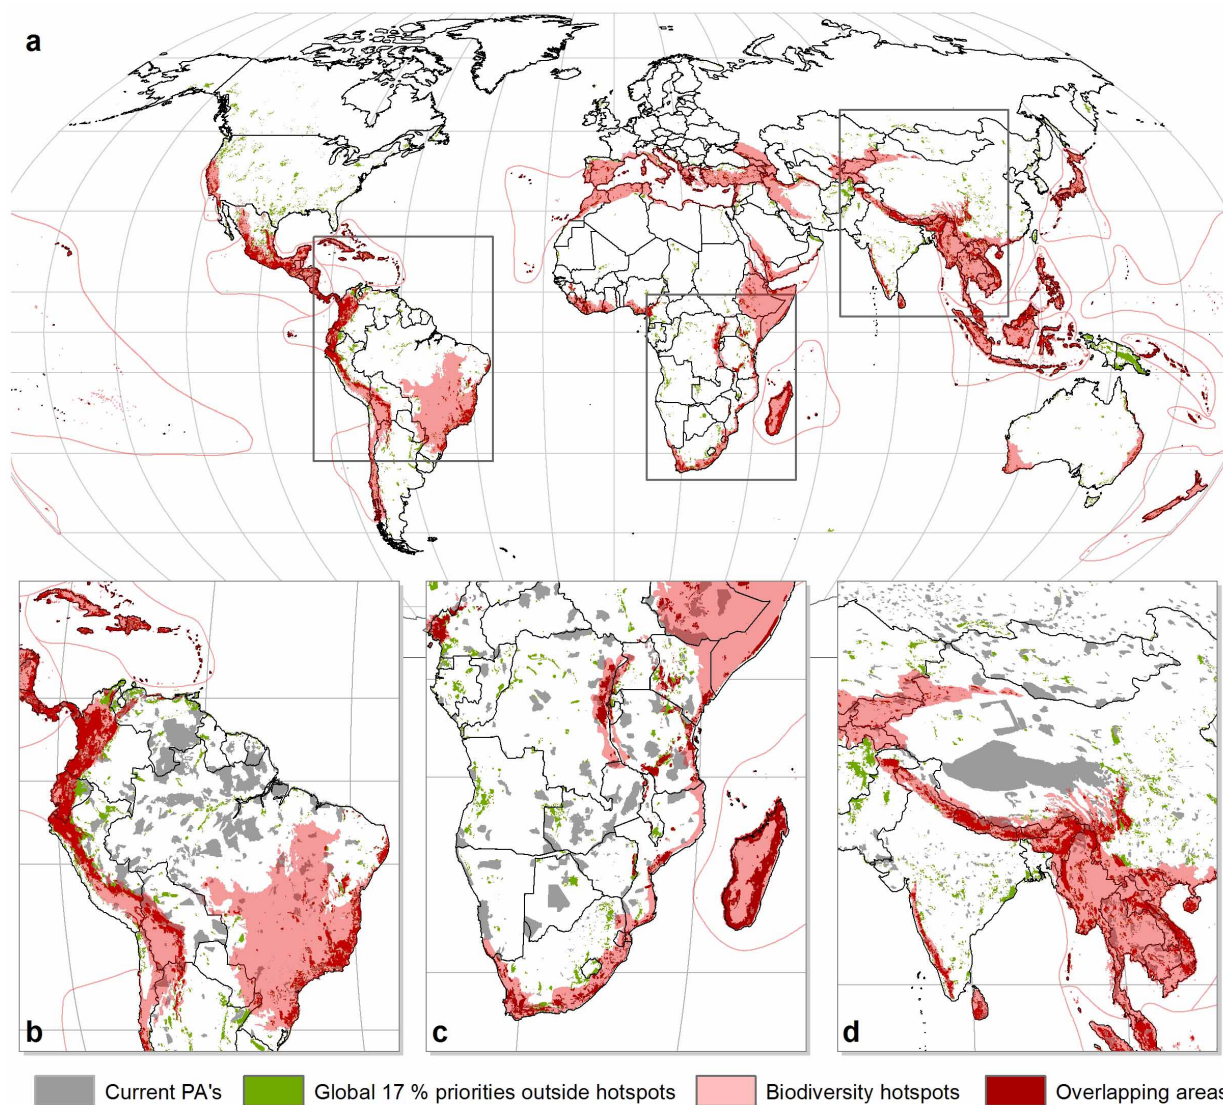 a
b
c
d
Current PA's
Global 17 % priorities outside hotspots
Biodiversity hotspots
Overlapping areas